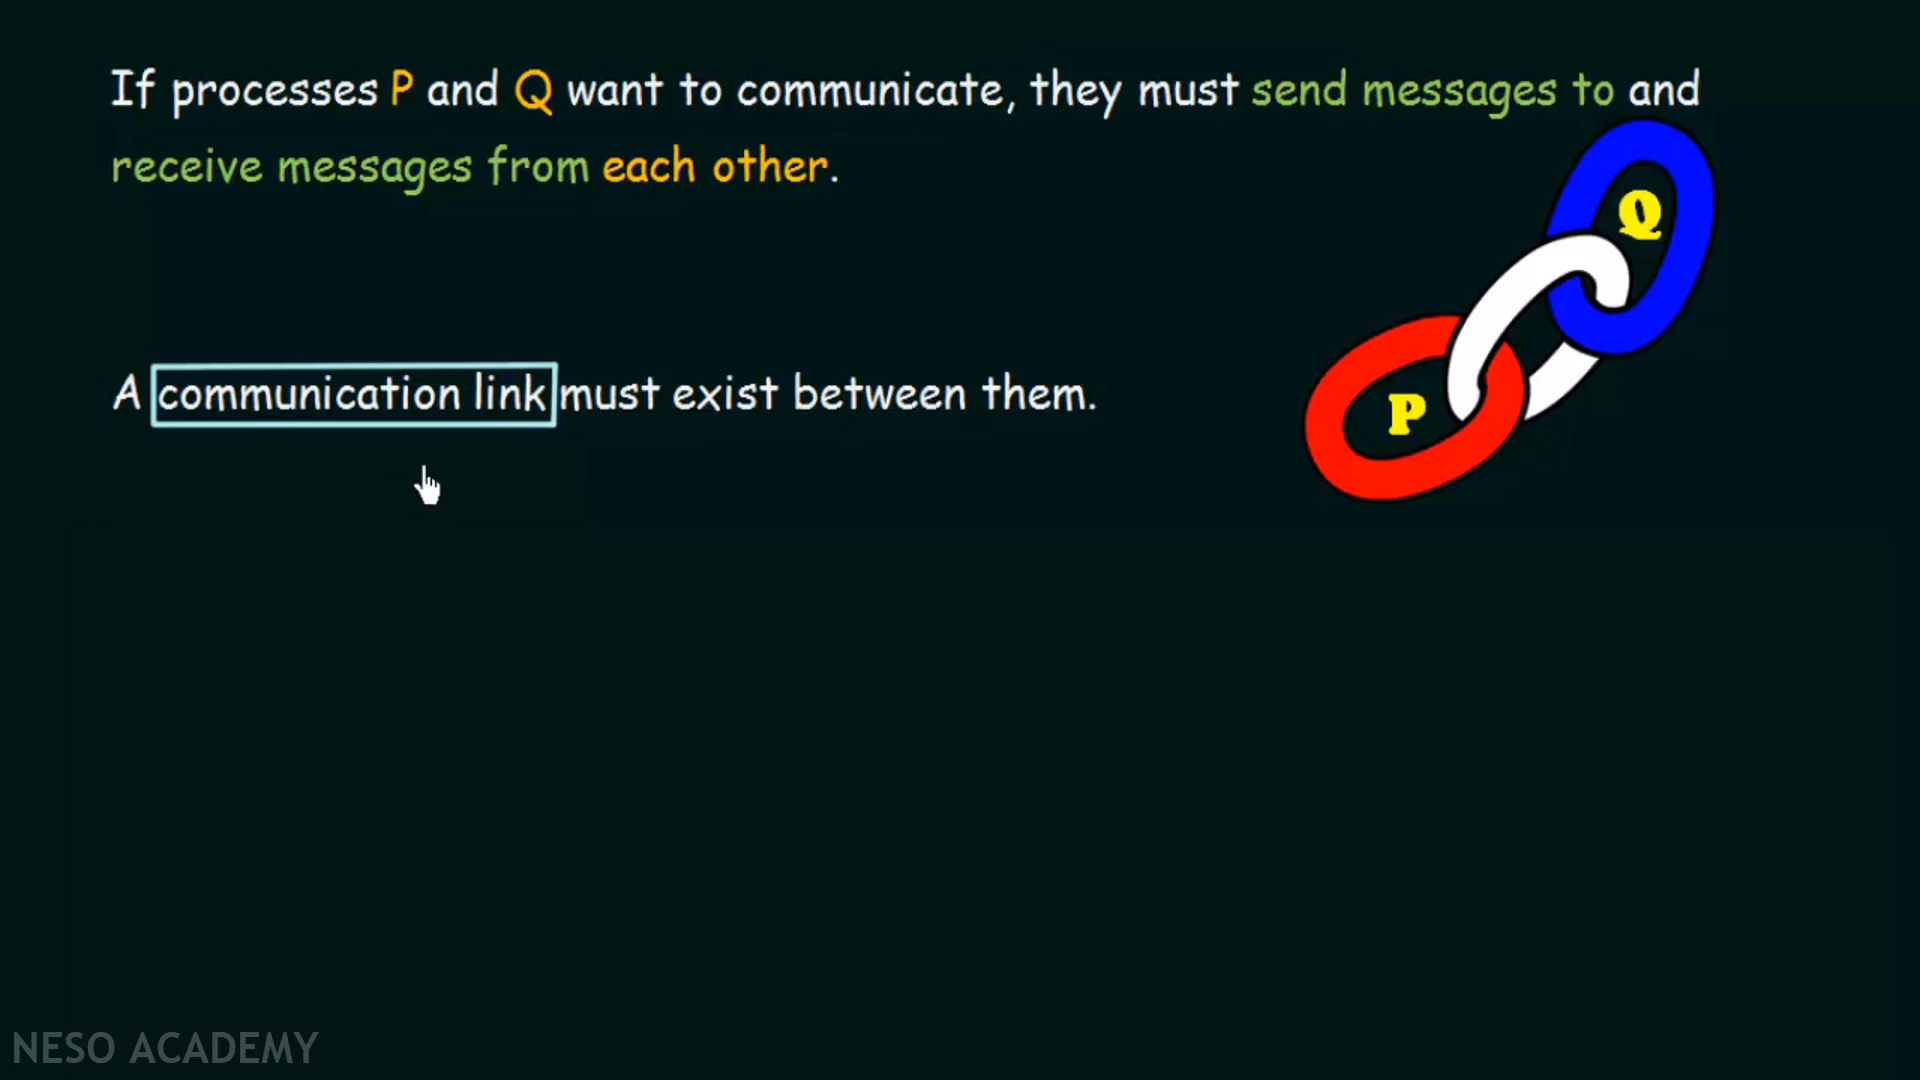 If processes P and Q want to communicate, they must send messages to and
receive messages from each other.
Q
A communication link must exist between them.
P
NESO ACADEMY